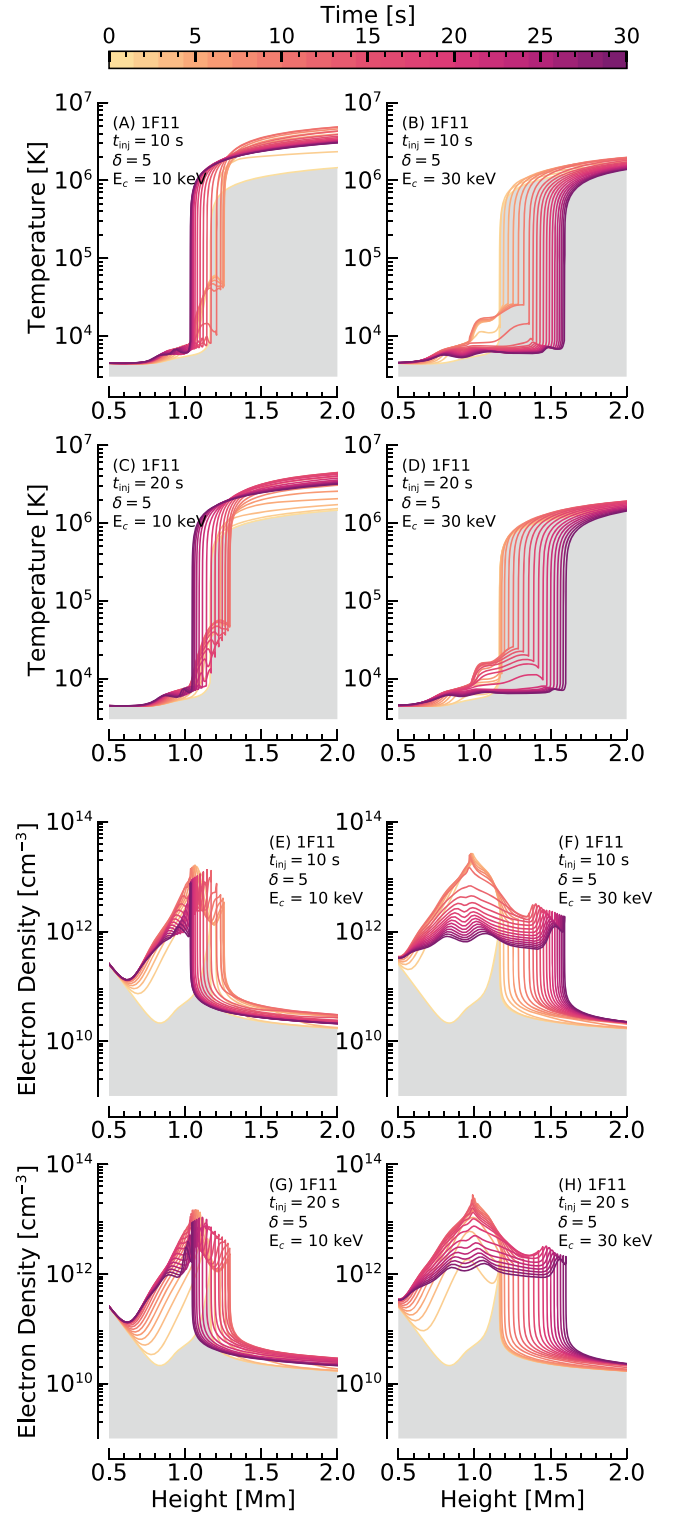 Time [s]
0 5 10 15 20 25 30
Temperature [K]
10^7
10^6
10^5
10^4
(A) 1F11
t_inj = 10 s
δ = 5
E_c = 10 keV
0.5 1.0 1.5 2.0
Temperature [K]
10^7
10^6
10^5
10^4
(B) 1F11
t_inj = 10 s
δ = 5
E_c = 30 keV
0.5 1.0 1.5 2.0
Temperature [K]
10^7
10^6
10^5
10^4
(C) 1F11
t_inj = 20 s
δ = 5
E_c = 10 keV
0.5 1.0 1.5 2.0
Temperature [K]
10^7
10^6
10^5
10^4
(D) 1F11
t_inj = 20 s
δ = 5
E_c = 30 keV
0.5 1.0 1.5 2.0
Electron Density [cm^−3]
10^14
10^12
10^10
(E) 1F11
t_inj = 10 s
δ = 5
E_c = 10 keV
0.5 1.0 1.5 2.0
Electron Density [cm^−3]
10^14
10^12
10^10
(F) 1F11
t_inj = 10 s
δ = 5
E_c = 30 keV
0.5 1.0 1.5 2.0
Electron Density [cm^−3]
10^14
10^12
10^10
(G) 1F11
t_inj = 20 s
δ = 5
E_c = 10 keV
0.5 1.0 1.5 2.0
Height [Mm]
Electron Density [cm^−3]
10^14
10^12
10^10
(H) 1F11
t_inj = 20 s
δ = 5
E_c = 30 keV
0.5 1.0 1.5 2.0
Height [Mm]